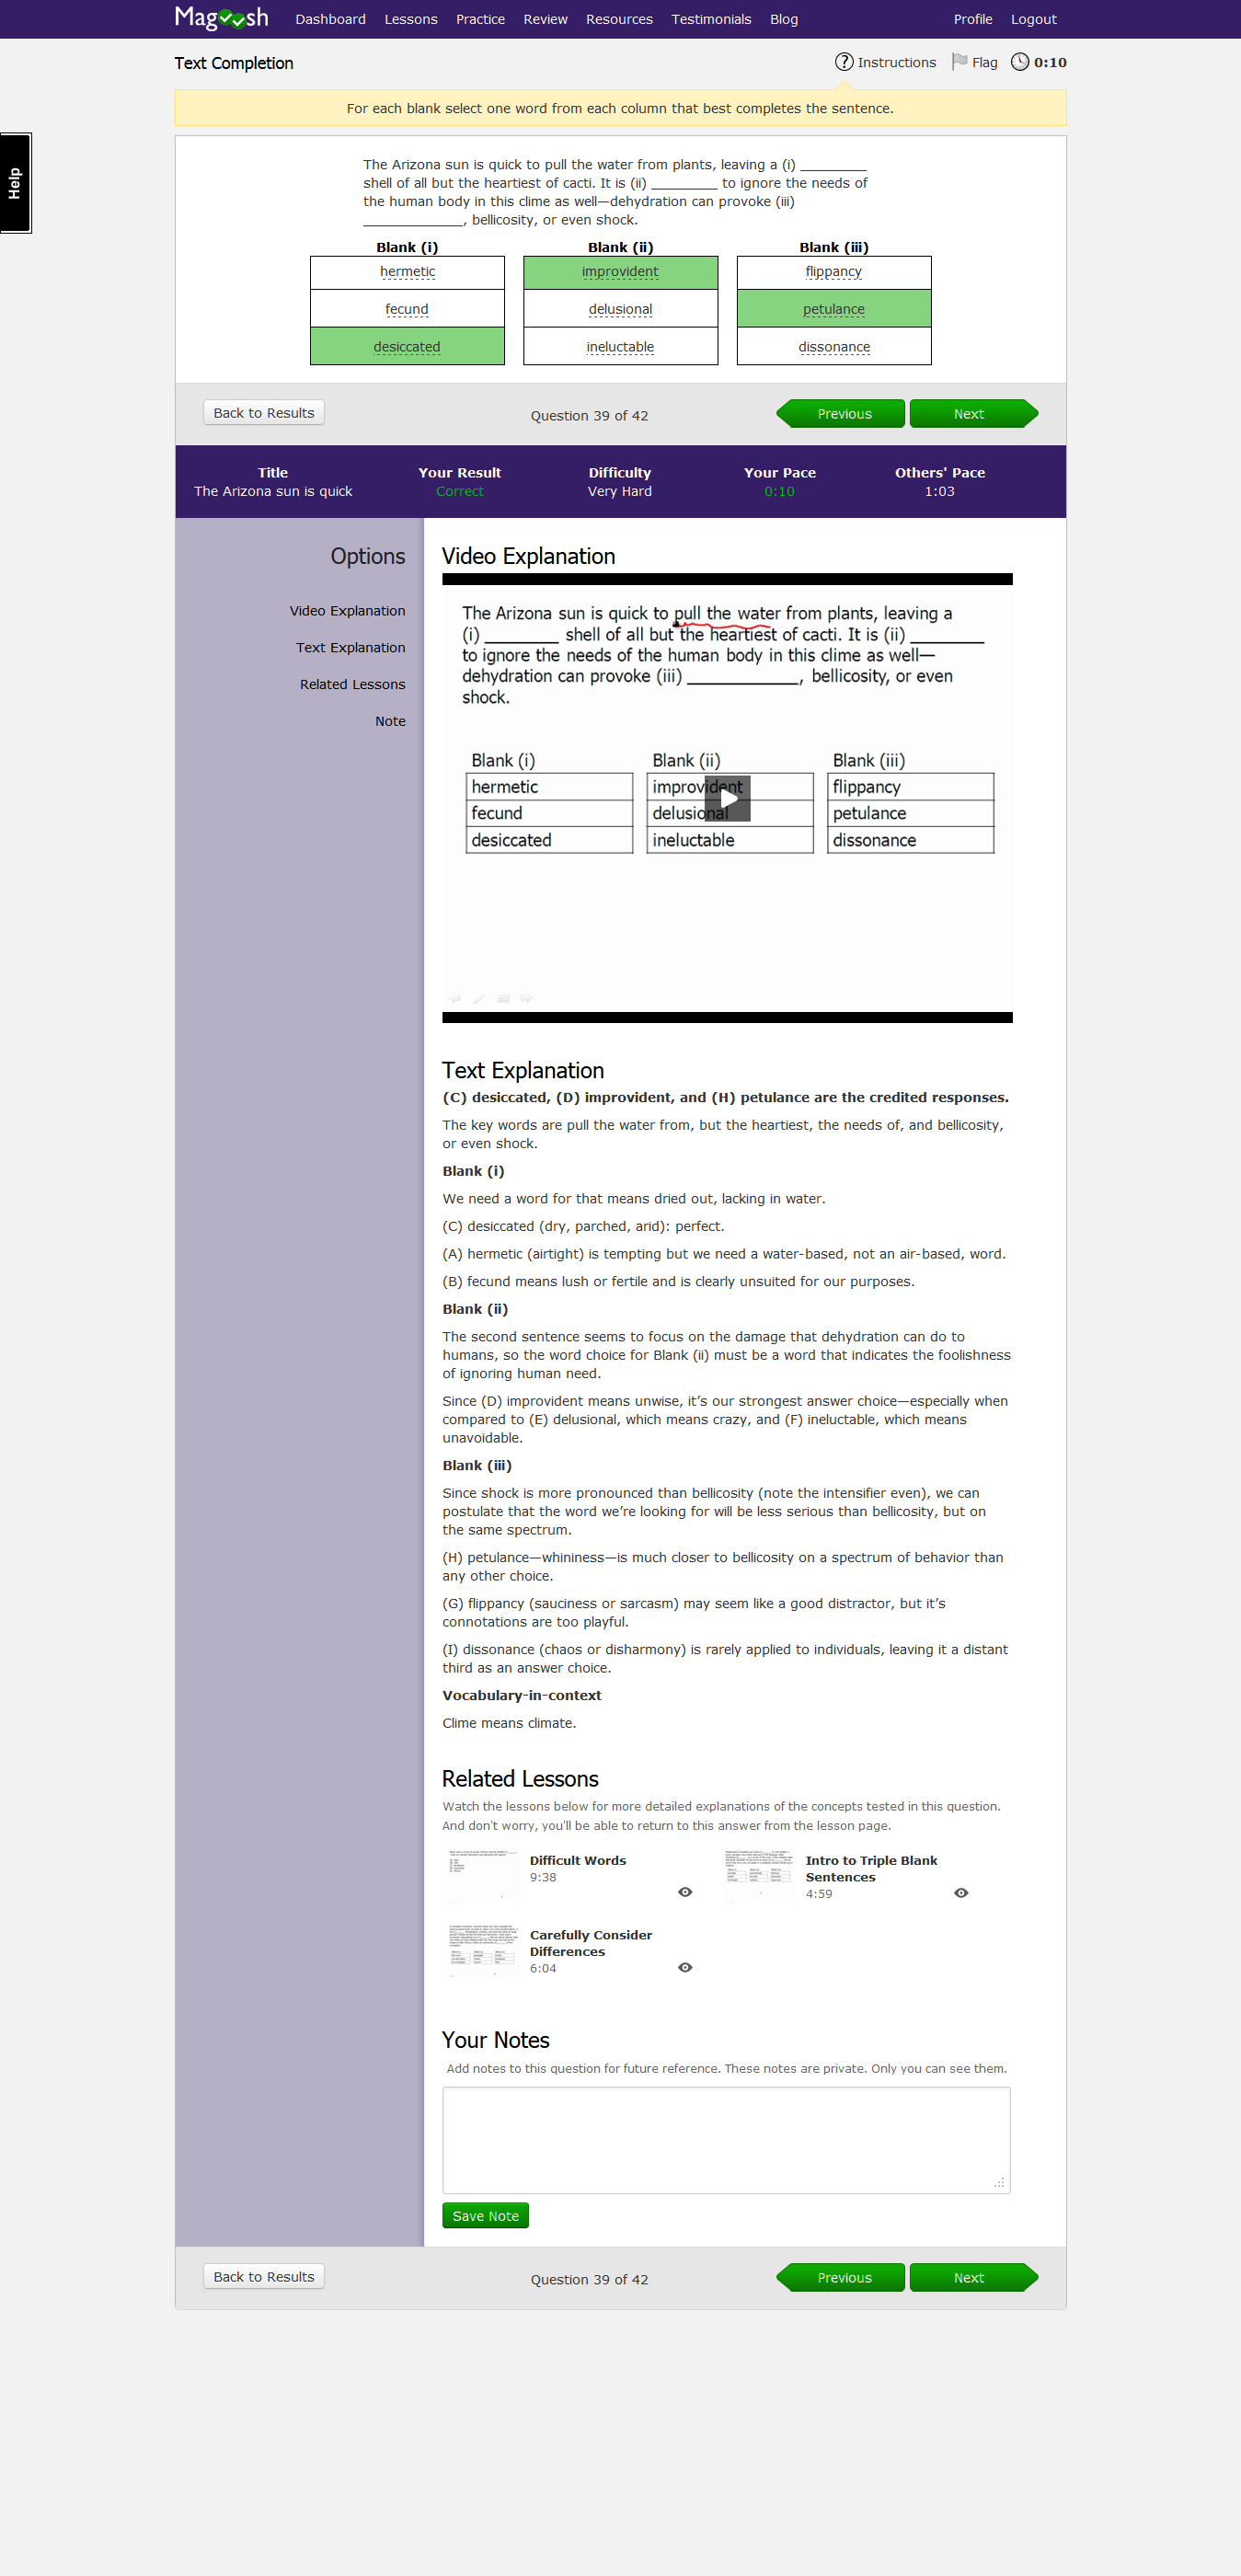 Magoosh Dashboard Lessons Practice Review Resources Testimonials Blog Profile Logout
Text Completion
? Instructions Flag 0:10
For each blank select one word from each column that best completes the sentence.
Help
The Arizona sun is quick to pull the water from plants, leaving a (i) _________
shell of all but the heartiest of cacti. It is (ii) _________ to ignore the needs of
the human body in this clime as well—dehydration can provoke (iii)
______________, bellicosity, or even shock.
Blank (i) Blank (ii) Blank (iii)
hermetic improvident flippancy
fecund delusional petulance
desiccated ineluctable dissonance
Back to Results Question 39 of 42 Previous Next
Title Your Result Difficulty Your Pace Others' Pace
The Arizona sun is quick Correct Very Hard 0:10 1:03
Options
Video Explanation
Text Explanation
Related Lessons
Note
Video Explanation
The Arizona sun is quick to pull the water from plants, leaving a
(i) ________ shell of all but the heartiest of cacti. It is (ii) ________
to ignore the needs of the human body in this clime as well—
dehydration can provoke (iii) ____________, bellicosity, or even
shock.
Blank (i) Blank (ii) Blank (iii)
hermetic improvident flippancy
fecund delusional petulance
desiccated ineluctable dissonance
Text Explanation
(C) desiccated, (D) improvident, and (H) petulance are the credited responses.
The key words are pull the water from, but the heartiest, the needs of, and bellicosity,
or even shock.
Blank (i)
We need a word for that means dried out, lacking in water.
(C) desiccated (dry, parched, arid): perfect.
(A) hermetic (airtight) is tempting but we need a water-based, not an air-based, word.
(B) fecund means lush or fertile and is clearly unsuited for our purposes.
Blank (ii)
The second sentence seems to focus on the damage that dehydration can do to
humans, so the word choice for Blank (ii) must be a word that indicates the foolishness
of ignoring human need.
Since (D) improvident means unwise, it’s our strongest answer choice—especially when
compared to (E) delusional, which means crazy, and (F) ineluctable, which means
unavoidable.
Blank (iii)
Since shock is more pronounced than bellicosity (note the intensifier even), we can
postulate that the word we’re looking for will be less serious than bellicosity, but on
the same spectrum.
(H) petulance—whininess—is much closer to bellicosity on a spectrum of behavior than
any other choice.
(G) flippancy (sauciness or sarcasm) may seem like a good distractor, but it’s
connotations are too playful.
(I) dissonance (chaos or disharmony) is rarely applied to individuals, leaving it a distant
third as an answer choice.
Vocabulary-in-context
Clime means climate.
Related Lessons
Watch the lessons below for more detailed explanations of the concepts tested in this question.
And don't worry, you'll be able to return to this answer from the lesson page.
Difficult Words
9:38
Intro to Triple Blank
Sentences
4:59
Carefully Consider
Differences
6:04
Your Notes
Add notes to this question for future reference. These notes are private. Only you can see them.
Save Note
Back to Results Question 39 of 42 Previous Next